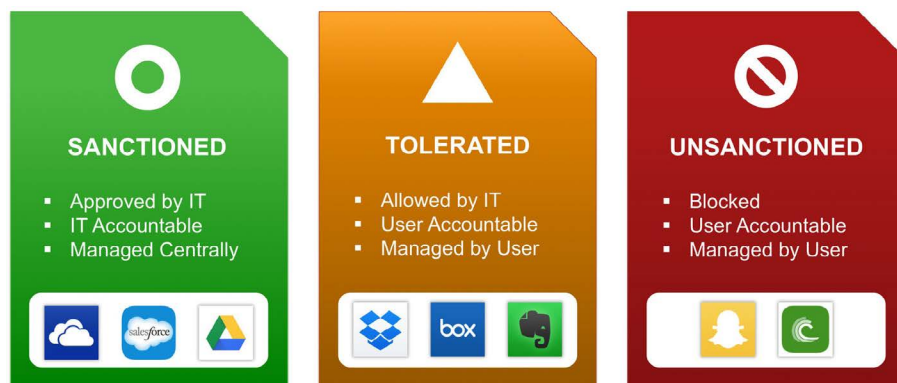 SANCTIONED
▪ Approved by IT
▪ IT Accountable
▪ Managed Centrally
salesforce
TOLERATED
▪ Allowed by IT
▪ User Accountable
▪ Managed by User
box
UNSANCTIONED
▪ Blocked
▪ User Accountable
▪ Managed by User